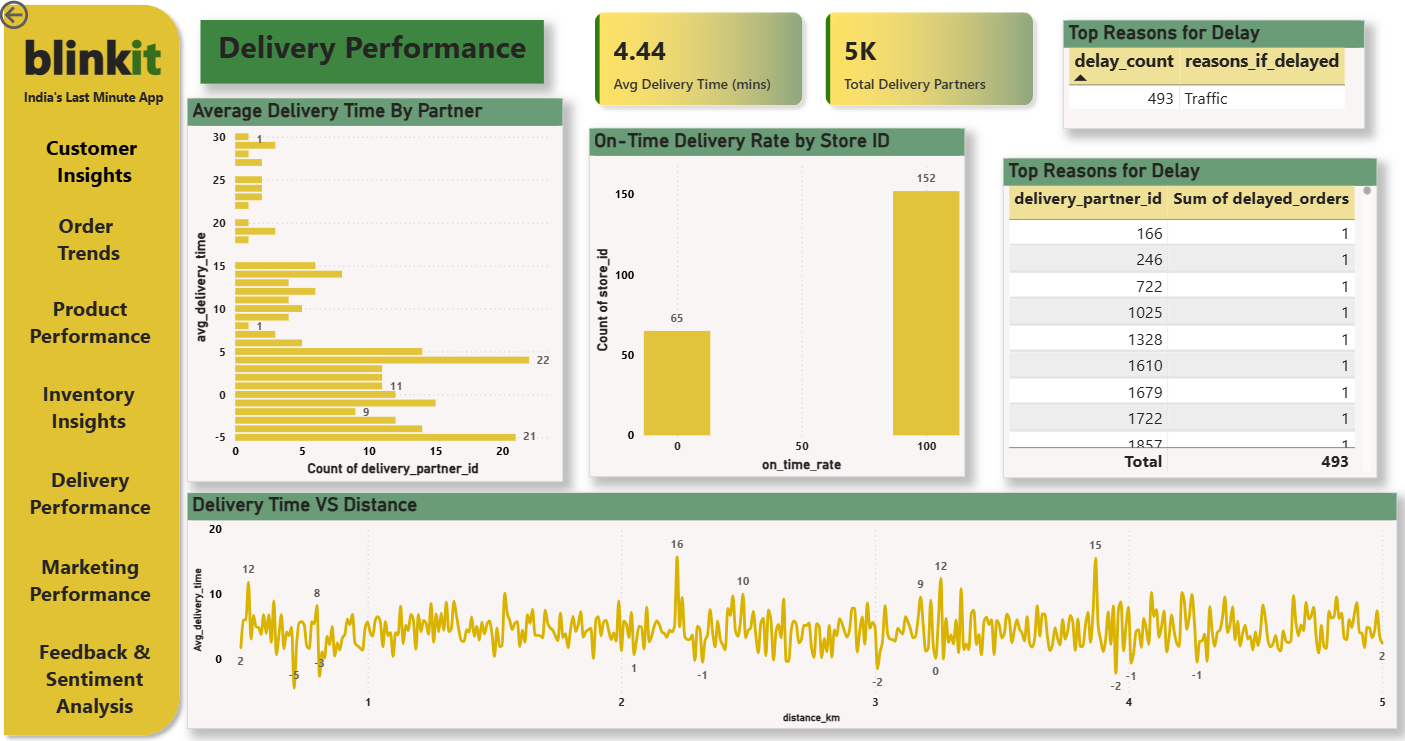 blinkit
India's Last Minute App
Customer
Insights
Order
Trends
Product
Performance
Inventory
Insights
Delivery
Performance
Marketing
Performance
Feedback &
Sentiment
Analysis
Delivery Performance
4.44
Avg Delivery Time (mins)
5K
Total Delivery Partners
Top Reasons for Delay
delay_count reasons_if_delayed
493 Traffic
Average Delivery Time By Partner
avg_delivery_time
30
25
20
15
10
5
0
-5
1
1
22
11
9
21
0 5 10 15 20
Count of delivery_partner_id
On-Time Delivery Rate by Store ID
Count of store_id
150
100
50
0
65
152
0 50 100
on_time_rate
Top Reasons for Delay
delivery_partner_id Sum of delayed_orders
166 1
246 1
722 1
1025 1
1328 1
1610 1
1679 1
1722 1
1857 1
Total 493
Delivery Time VS Distance
Avg_delivery_time
20
10
0
2 12 -5 8 -3 1 16 -1 10 -2 9 0 12 15 -2 -1 -1 2
1 2 3 4 5
distance_km